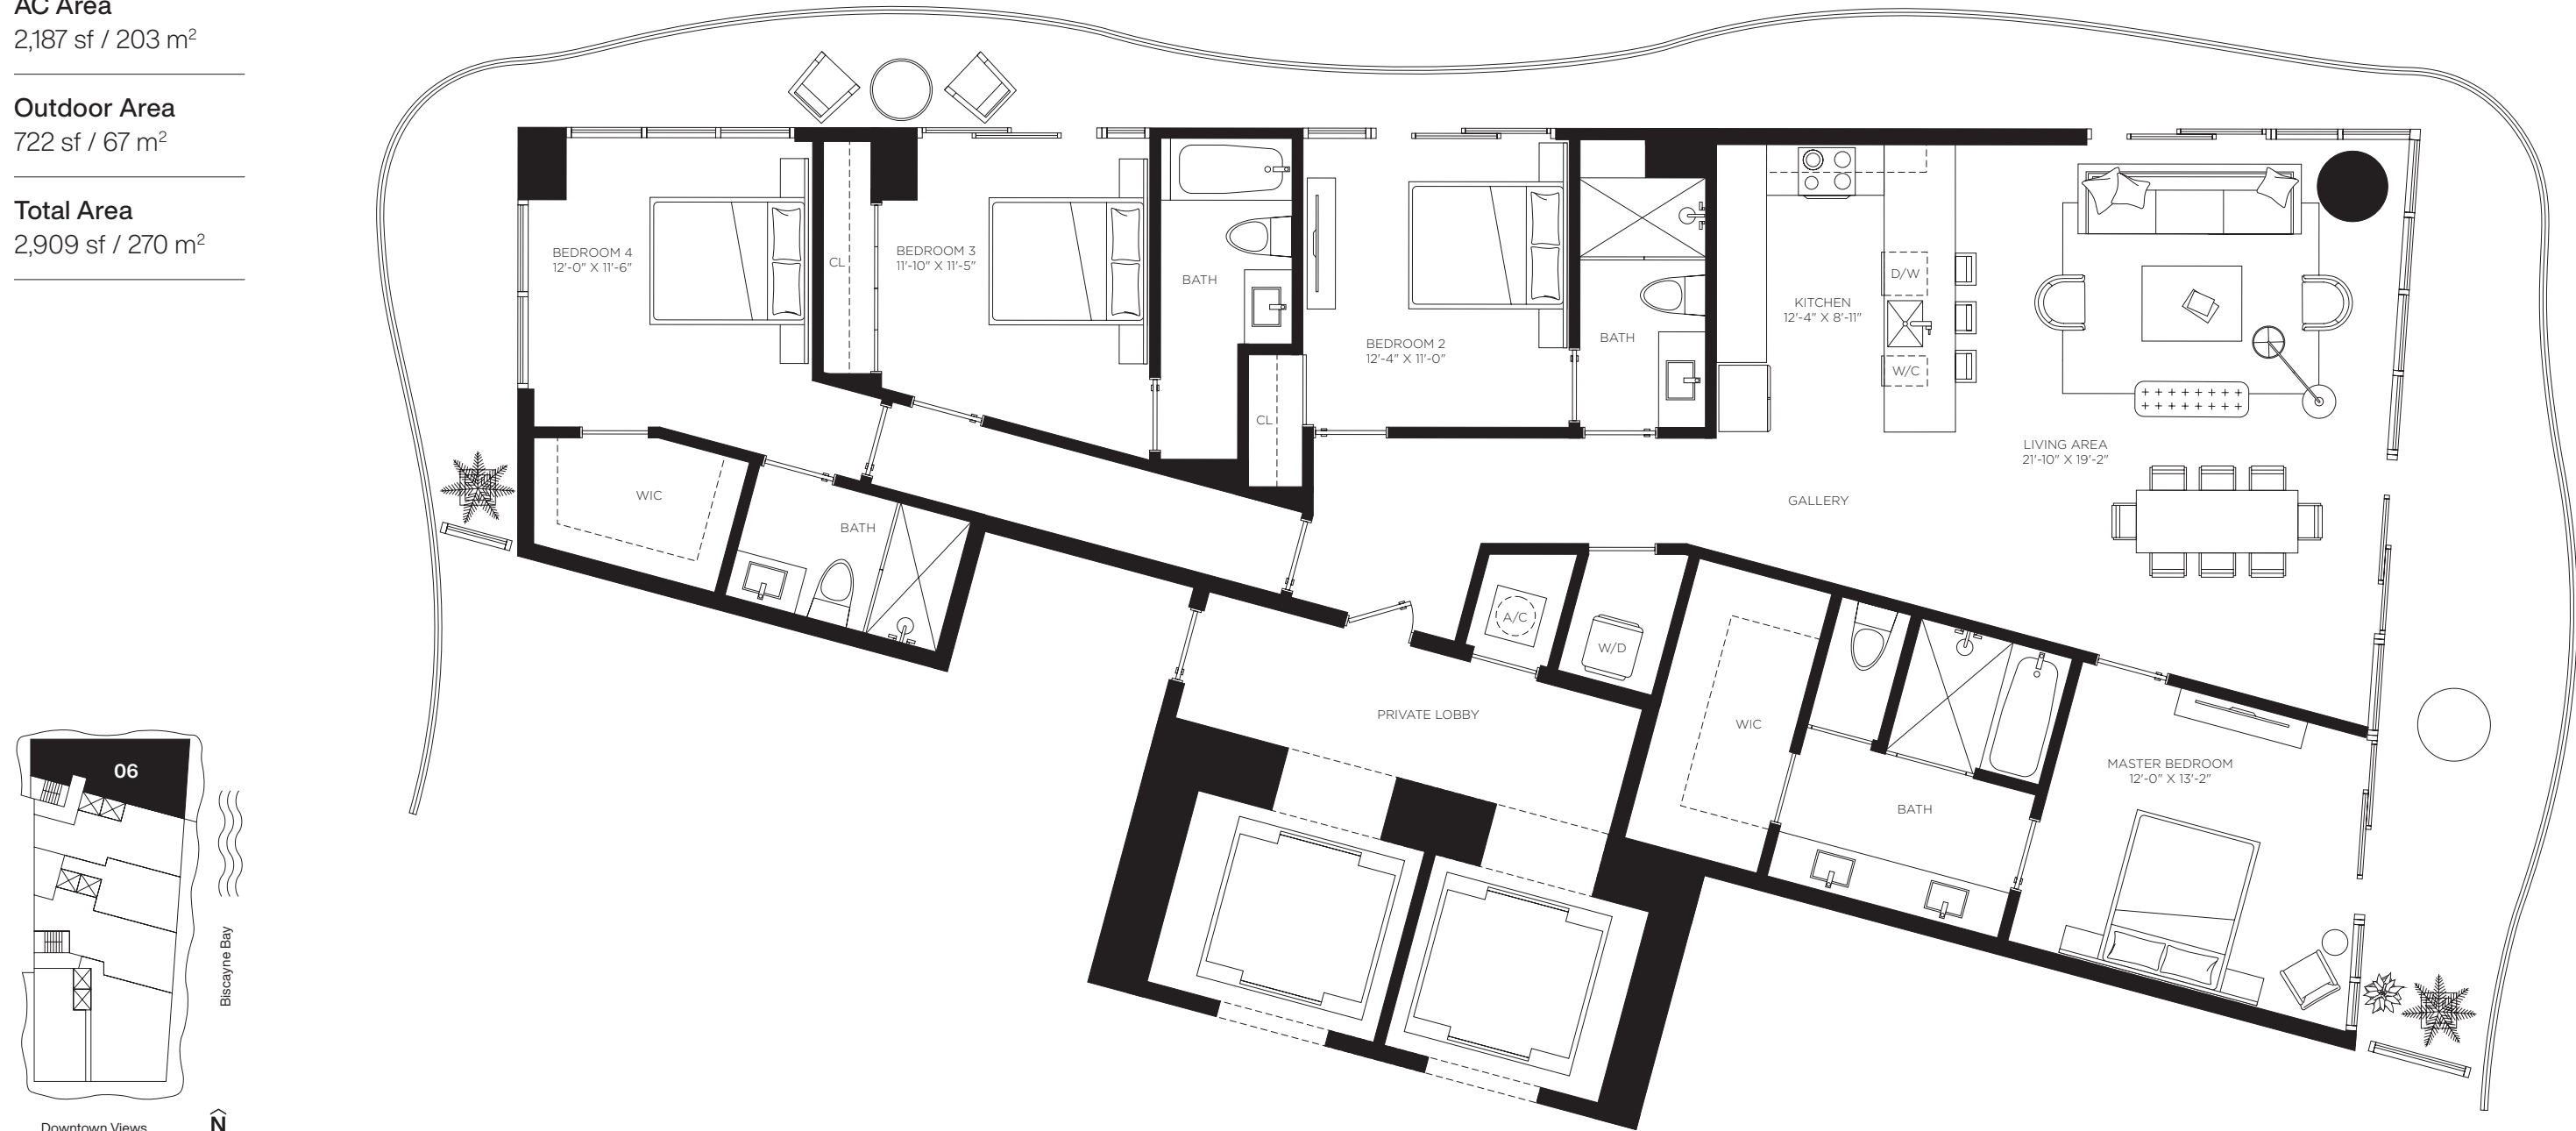 AC Area
2,187 sf / 203 m²
Outdoor Area
722 sf / 67 m²
Total Area
2,909 sf / 270 m²
BEDROOM 4
12'-0" X 11'-6"
CL
BEDROOM 3
11'-10" X 11'-5"
BATH
BEDROOM 2
12'-4" X 11'-0"
BATH
KITCHEN
12'-4" X 8'-11"
D/W
W/C
CL
LIVING AREA
21'-10" X 19'-2"
GALLERY
WIC
BATH
A/C
W/D
PRIVATE LOBBY
WIC
BATH
MASTER BEDROOM
12'-0" X 13'-2"
06
Biscayne Bay
Downtown Views
N